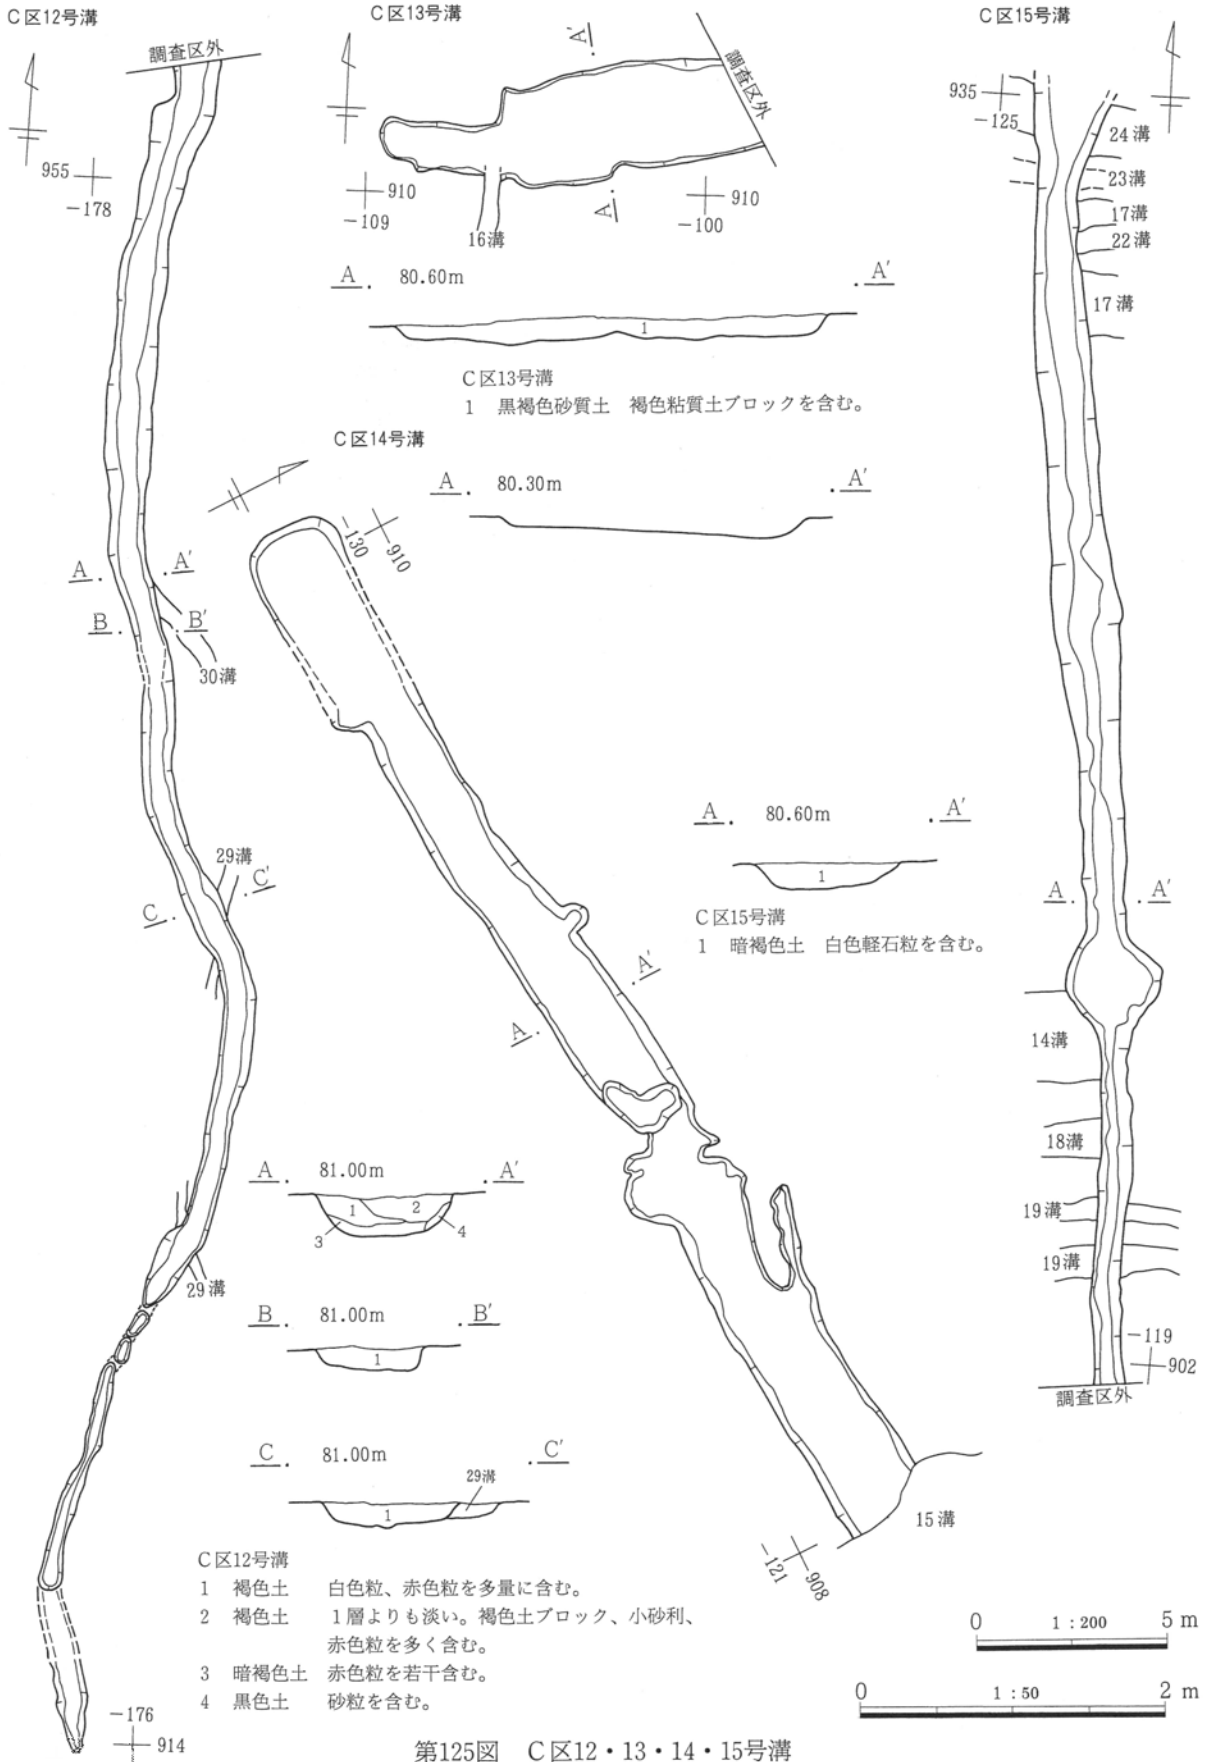 C区12号溝
調査区外
955
−178
A . . A′
B . . B′
30溝
29溝
C . . C′
29溝
−176
914
C区13号溝
A′
調査区外
910
−109
910
−100
16溝
A
A . 80.60m . A′
1
C区13号溝
1 黒褐色砂質土 褐色粘質土ブロックを含む。
C区14号溝
A . 80.30m . A′
−130
910
A′
A
15溝
−121
908
A . 81.00m . A′
1
2
3
4
B . 81.00m . B′
1
C . 81.00m . C′
29溝
1
C区12号溝
1 褐色土 白色粒、赤色粒を多量に含む。
2 褐色土 1層よりも淡い。褐色土ブロック、小砂利、
赤色粒を多く含む。
3 暗褐色土 赤色粒を若干含む。
4 黒色土 砂粒を含む。
C区15号溝
935
−125
24溝
23溝
17溝
22溝
17溝
A . . A′
14溝
18溝
19溝
19溝
−119
902
調査区外
A . 80.60m . A′
1
C区15号溝
1 暗褐色土 白色軽石粒を含む。
0 1:200 5 m
0 1:50 2 m
第125図 C区12・13・14・15号溝